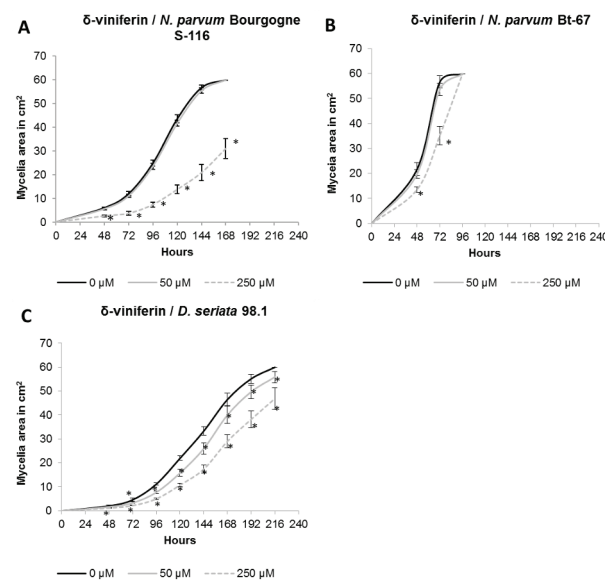 A
δ-viniferin / N. parvum Bourgogne
S-116
Mycelia area in cm²
70
60
50
40
30
20
10
0
* * * * * *
0 24 48 72 96 120 144 168 192 216 240
Hours
0 µM 50 µM 250 µM
B
δ-viniferin / N. parvum Bt-67
Mycelia area in cm²
70
60
50
40
30
20
10
0
* *
0 24 48 72 96 120 144 168 192 216 240
Hours
0 µM 50 µM 250 µM
C
δ-viniferin / D. seriata 98.1
Mycelia area in cm²
70
60
50
40
30
20
10
0
* * * * * * * * * * * * * * *
0 24 48 72 96 120 144 168 192 216 240
Hours
0 µM 50 µM 250 µM